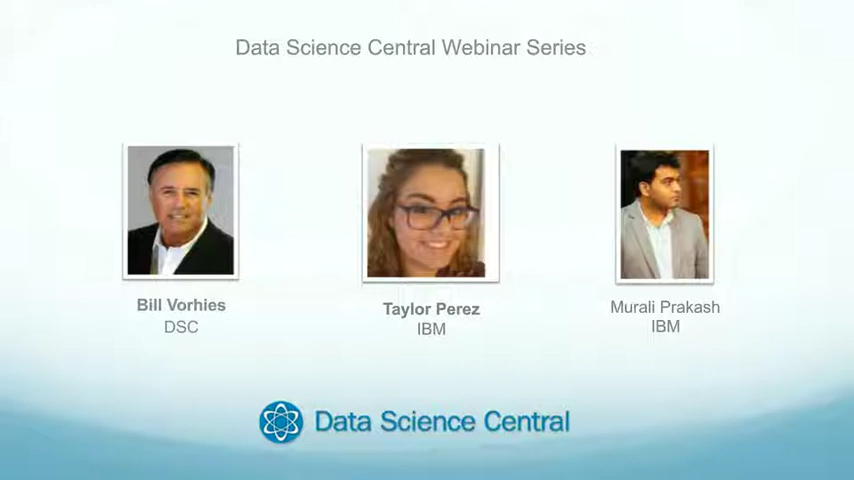 Data Science Central Webinar Series
Bill Vorhies
DSC
Taylor Perez
IBM
Murali Prakash
IBM
Data Science Central